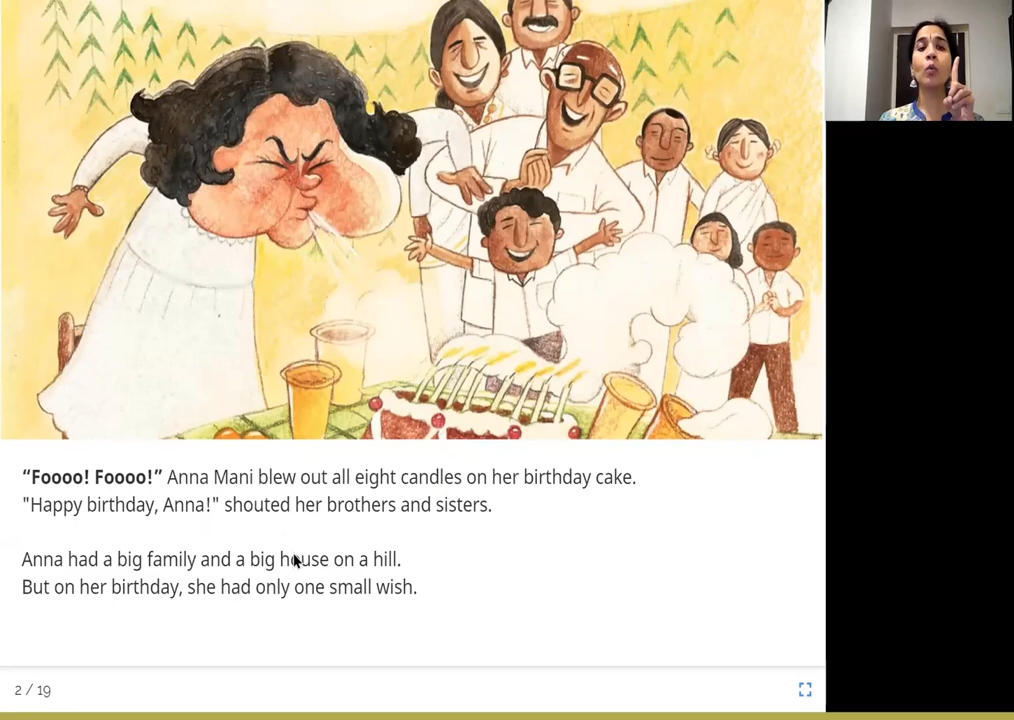 “Foooo! Foooo!” Anna Mani blew out all eight candles on her birthday cake.
"Happy birthday, Anna!" shouted her brothers and sisters.
Anna had a big family and a big house on a hill.
But on her birthday, she had only one small wish.
2 / 19